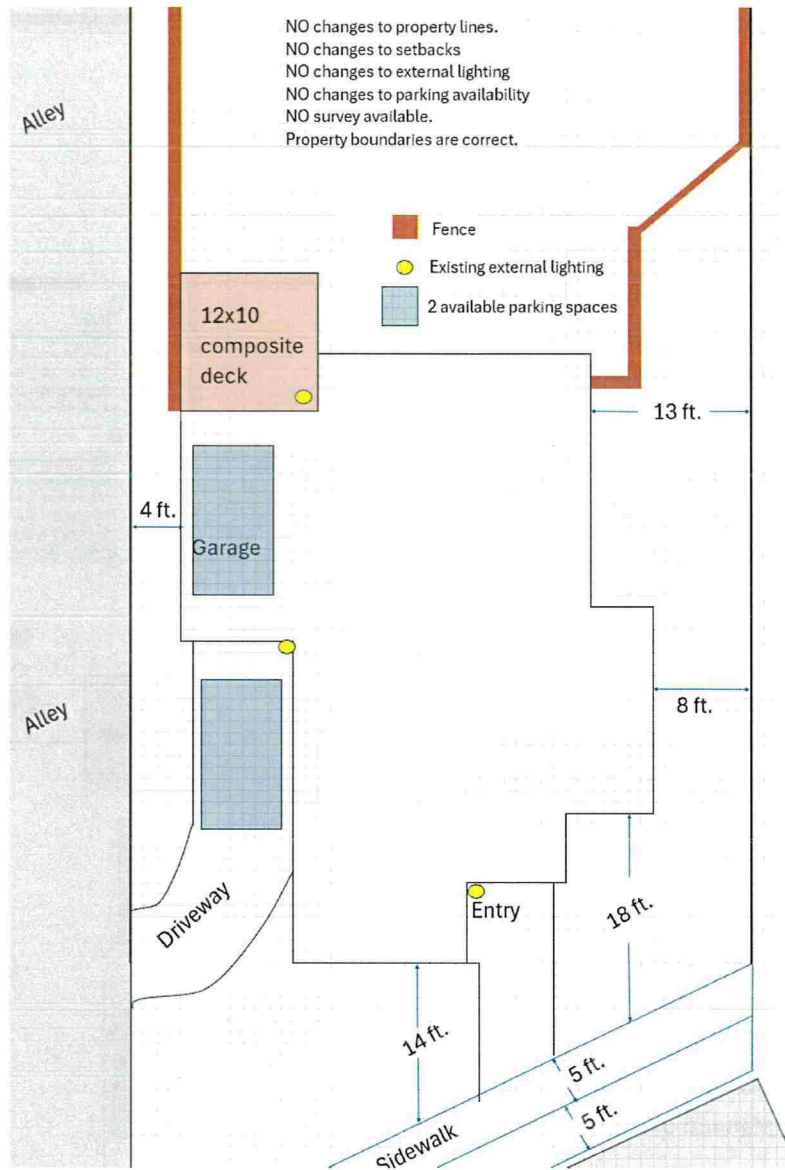 NO changes to property lines.
NO changes to setbacks
NO changes to external lighting
NO changes to parking availability
NO survey available.
Property boundaries are correct.
Alley
Fence
Existing external lighting
2 available parking spaces
12x10
composite
deck
13 ft.
4 ft.
Garage
8 ft.
Alley
Driveway
Entry
18 ft.
14 ft.
5 ft.
5 ft.
Sidewalk